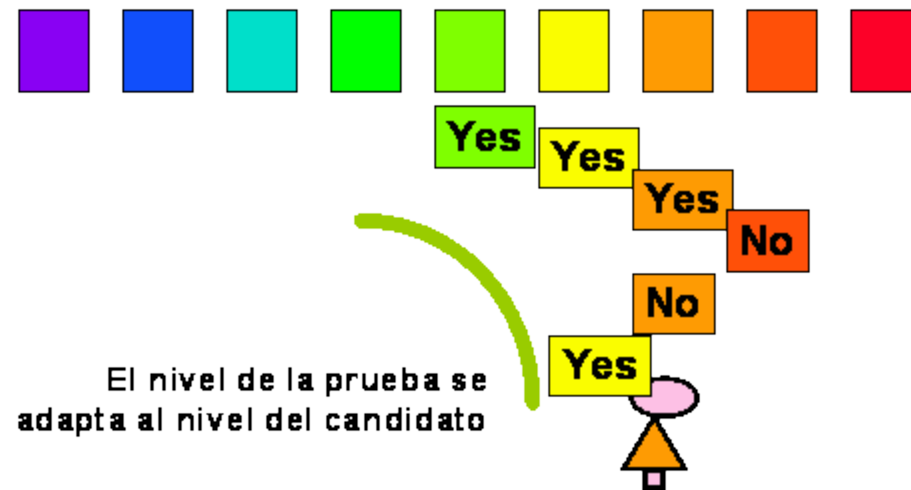 Yes
Yes
Yes
No
No
Yes
El nivel de la prueba se
adapta al nivel del candidato